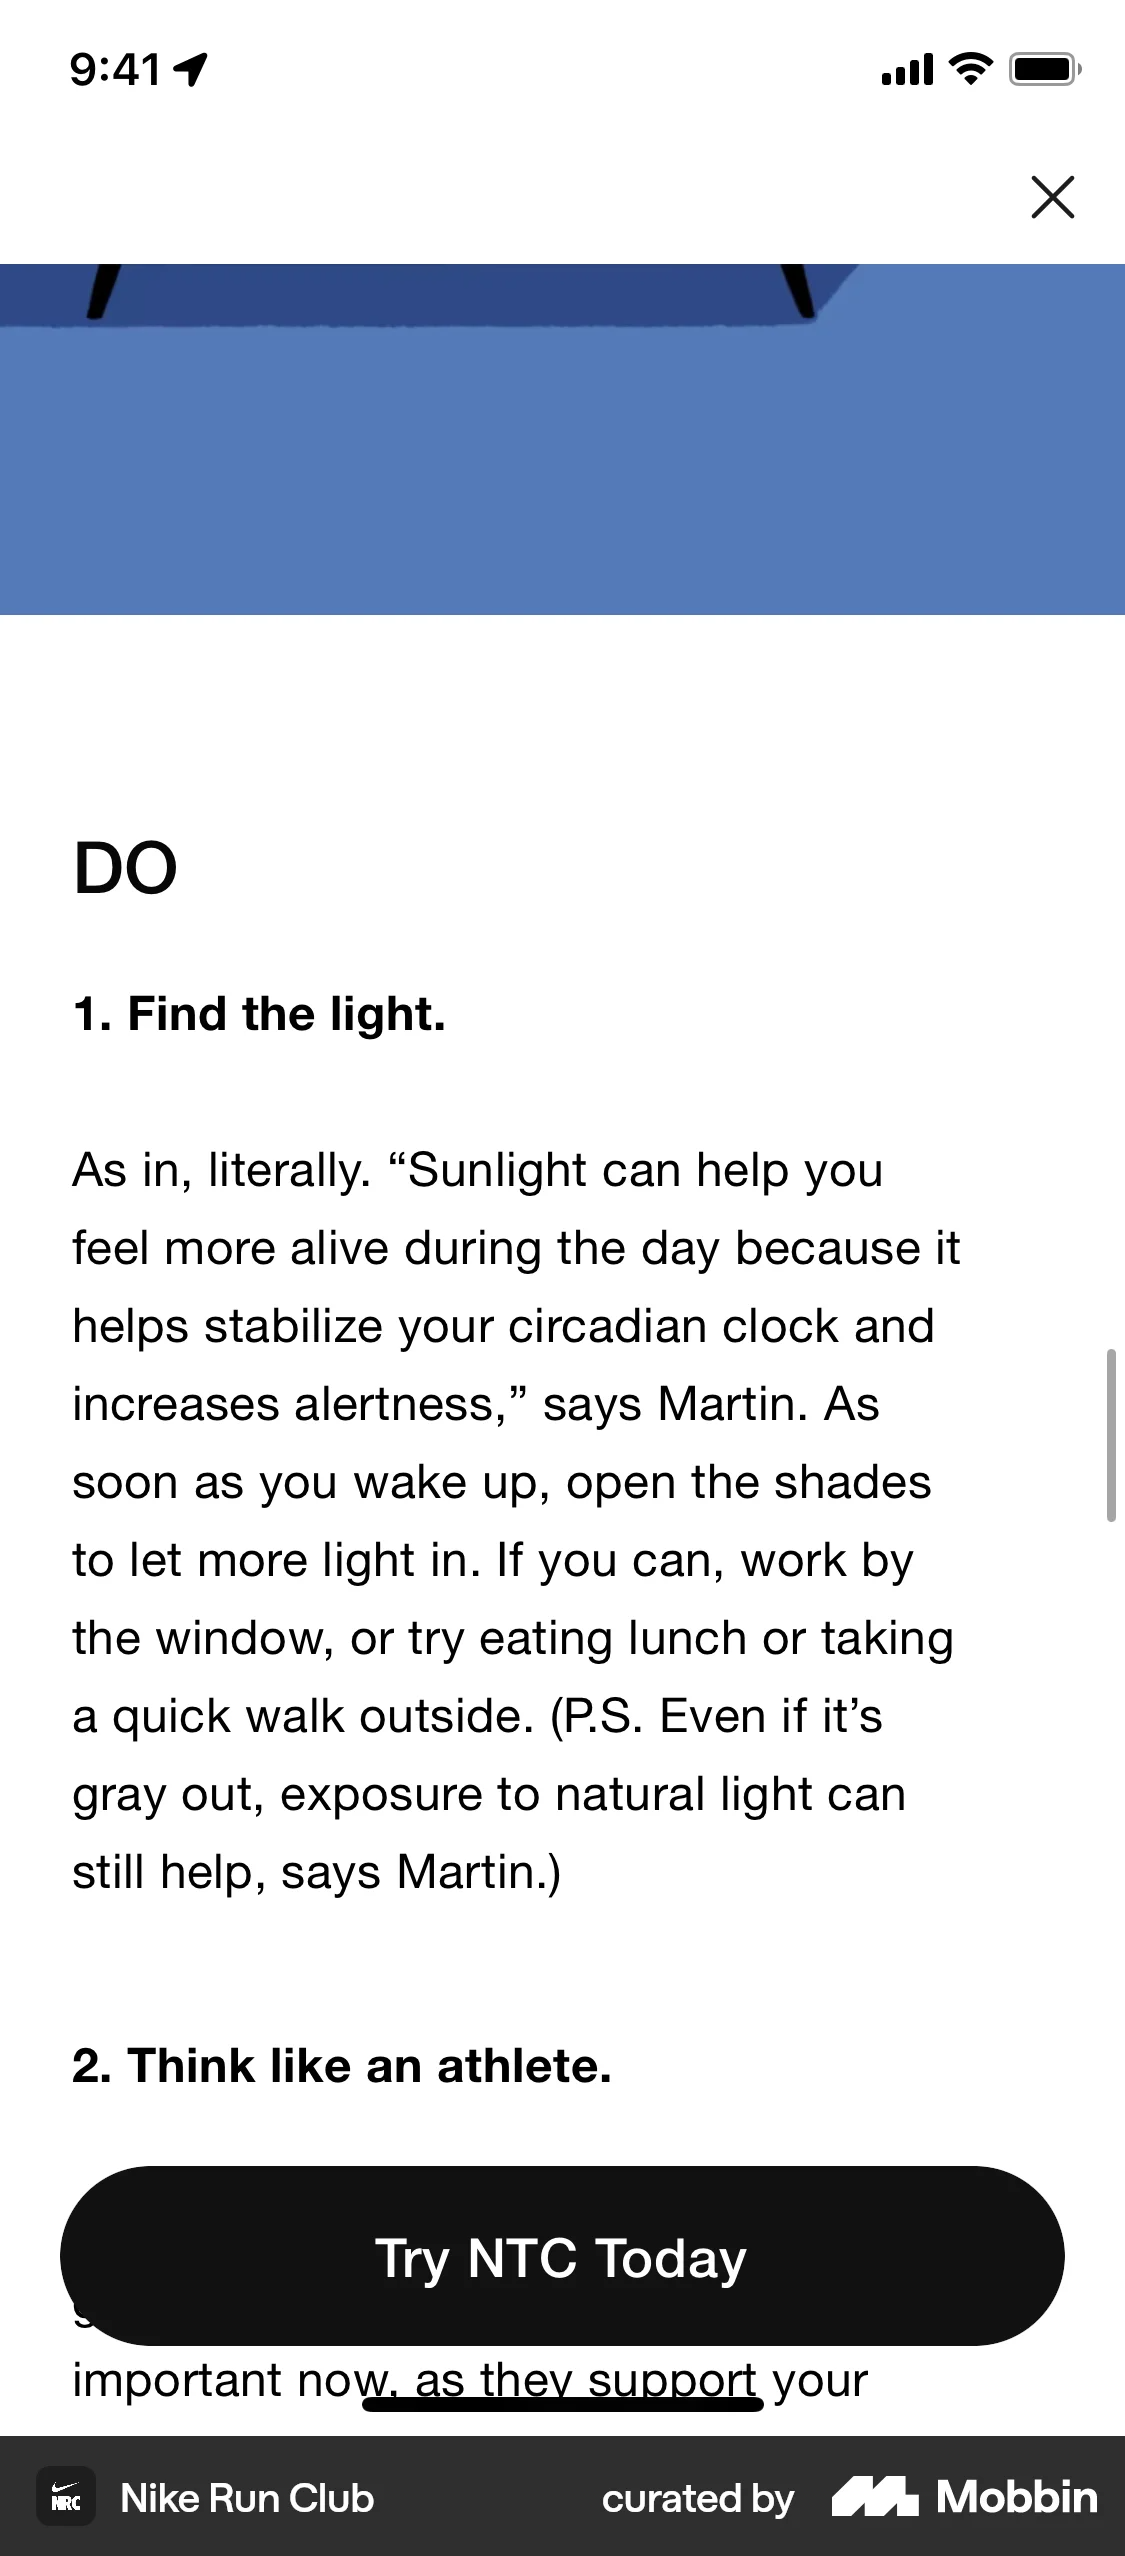 9:41
DO
1. Find the light.
As in, literally. “Sunlight can help you
feel more alive during the day because it
helps stabilize your circadian clock and
increases alertness,” says Martin. As
soon as you wake up, open the shades
to let more light in. If you can, work by
the window, or try eating lunch or taking
a quick walk outside. (P.S. Even if it’s
gray out, exposure to natural light can
still help, says Martin.)
2. Think like an athlete.
Try NTC Today
important now, as they support your
NRC
Nike Run Club
curated by
Mobbin